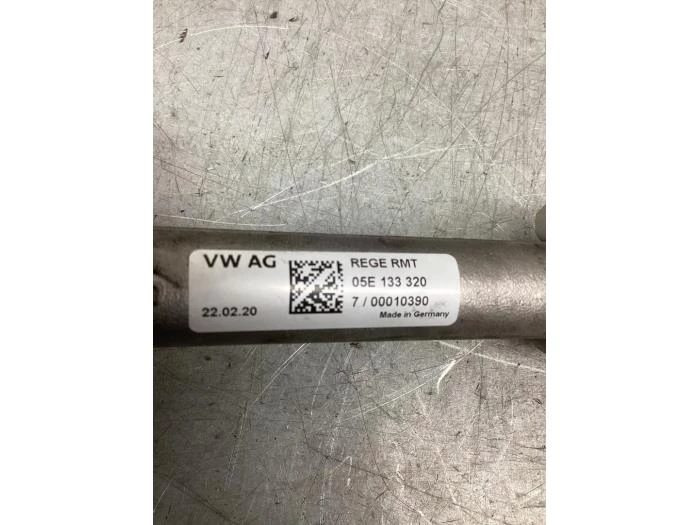 VW AG
22.02.20
REGE RMT
05E 133 320
7 / 00010390
Made in Germany